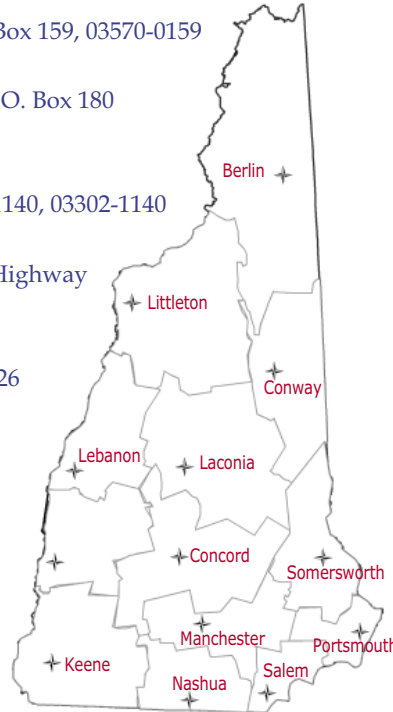 Box 159, 03570-0159
O. Box 180
1140, 03302-1140
Highway
26
Berlin
Littleton
Conway
Lebanon
Laconia
Concord
Somersworth
Manchester
Portsmouth
Keene
Salem
Nashua